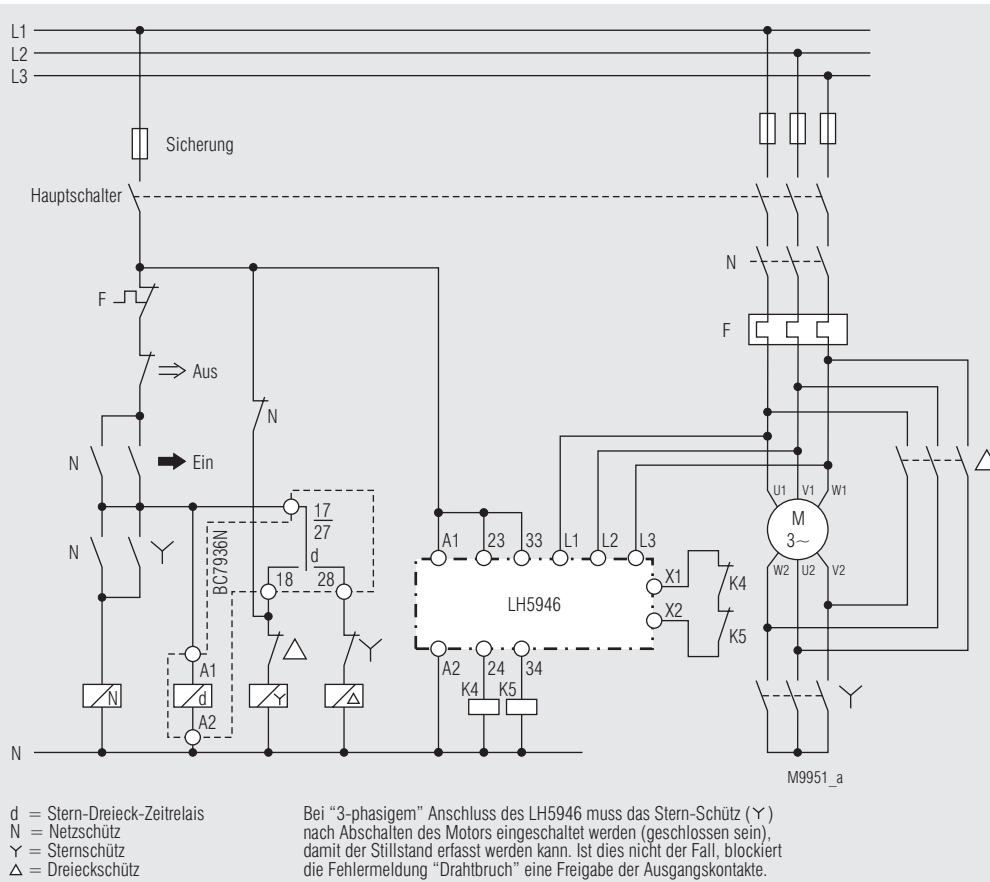 L1
L2
L3
Sicherung
Hauptschalter
N
F
F
Aus
N
N
Ein
△
17
27
U1 V1 W1
A1 23 33 L1 L2 L3
M
3~
BC7936N
d
N
Y
18 28
X1
K4
W2 U2 V2
LH5946
X2
K5
△
Y
A1
A2 24 34
K4 K5
N
d
Y
△
Y
A2
N
M9951_a
d = Stern-Dreieck-Zeitrelais
N = Netzschütz
Y = Sternschütz
△ = Dreieckschütz
Bei “3-phasigem” Anschluss des LH5946 muss das Stern-Schütz (Y)
nach Abschalten des Motors eingeschaltet werden (geschlossen sein),
damit der Stillstand erfasst werden kann. Ist dies nicht der Fall, blockiert
die Fehlermeldung “Drahtbruch” eine Freigabe der Ausgangskontakte.